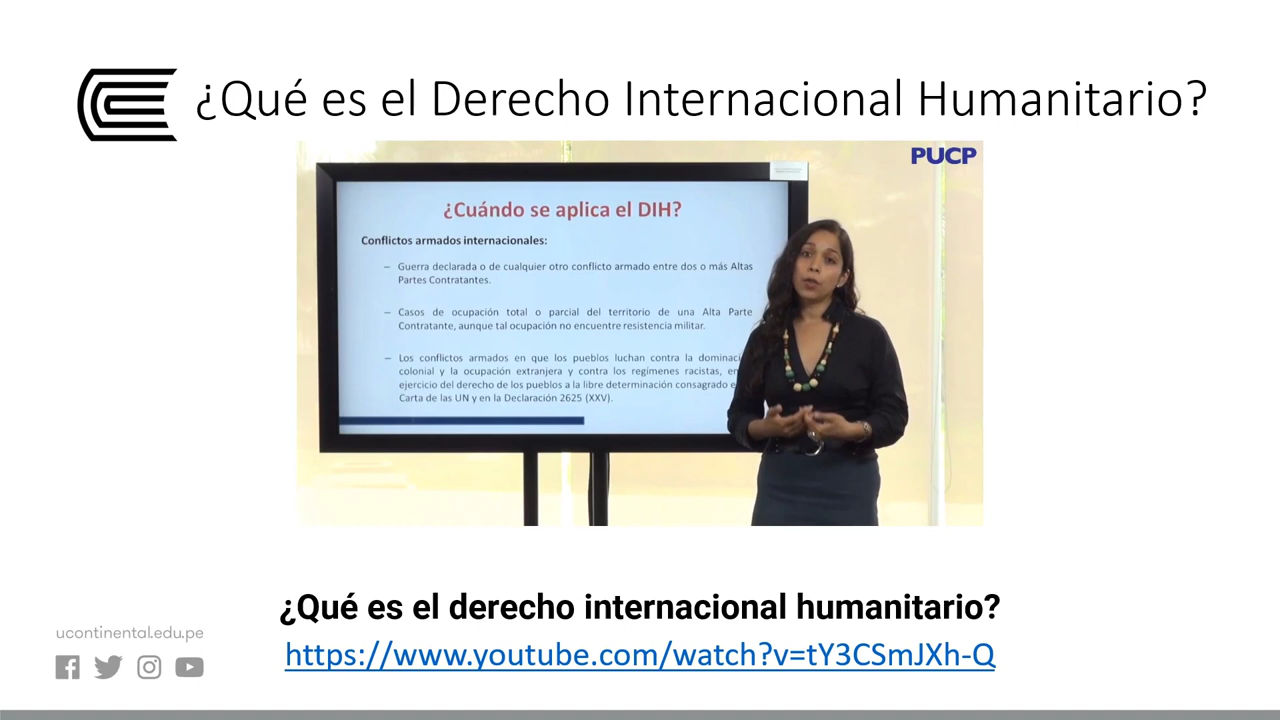 ¿Qué es el Derecho Internacional Humanitario?
PUCP
¿Cuándo se aplica el DIH?
Conflictos armados internacionales:
– Guerra declarada o de cualquier otro conflicto armado entre dos o más Altas
Partes Contratantes.
– Casos de ocupación total o parcial del territorio de una Alta Parte
Contratante, aunque tal ocupación no encuentre resistencia militar.
– Los conflictos armados en que los pueblos luchan contra la
colonial y la ocupación extranjera y contra los regímenes racistas,
ejercicio del derecho de los pueblos a la libre determinación consagrado
Carta de las UN y en la Declaración 2625 (XXV).
¿Qué es el derecho internacional humanitario?
https://www.youtube.com/watch?v=tY3CSmJXh-Q
ucontinental.edu.pe